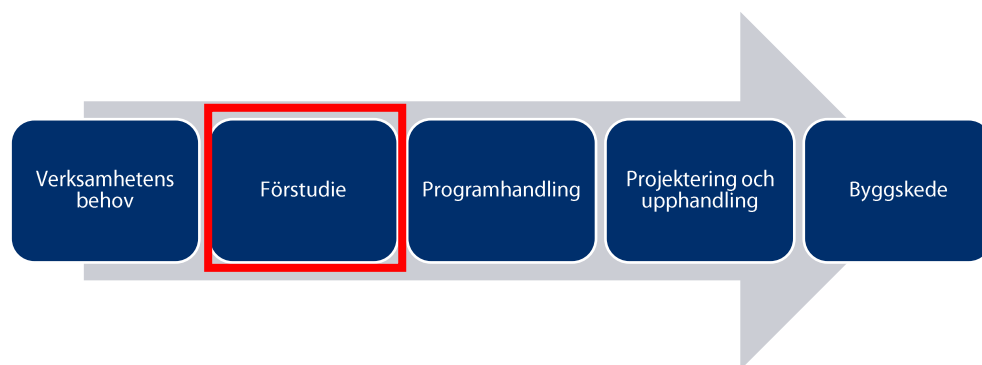 Verksamhetens
behov
Förstudie
Programhandling
Projektering och
upphandling
Byggskede